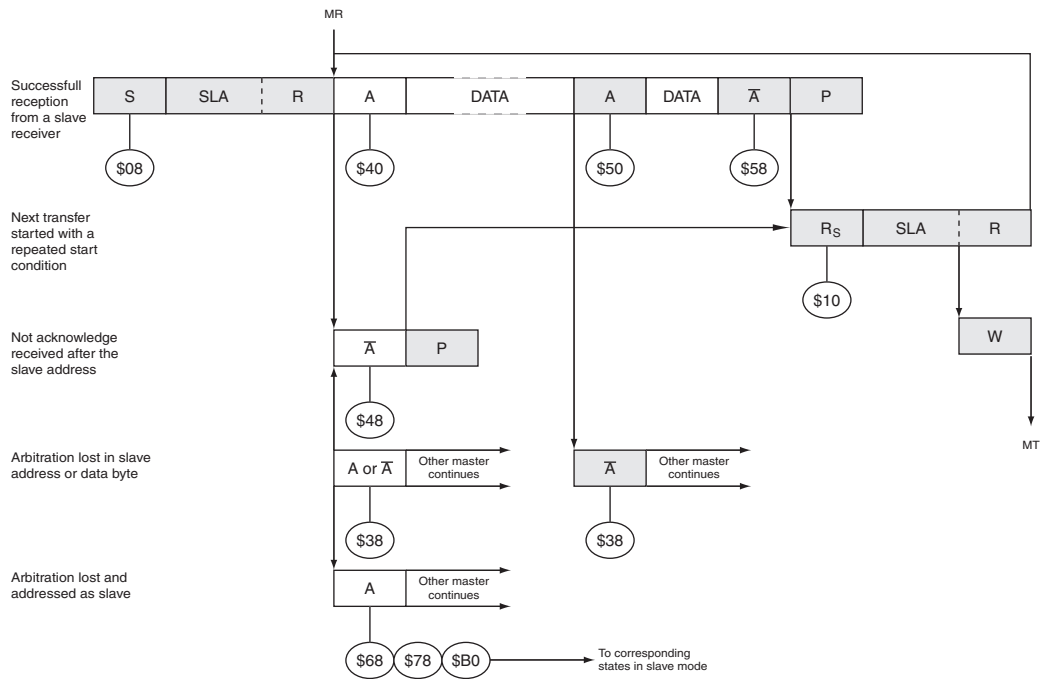 MR
Successfull
reception
from a slave
receiver
S SLA R A DATA A DATA A̅ P
$08 $40 $50 $58
Next transfer
started with a
repeated start
condition
RS SLA R
$10
Not acknowledge
received after the
slave address
A̅ P
W
$48
MT
Arbitration lost in slave
address or data byte
A or A̅
Other master
continues
A̅
Other master
continues
$38 $38
Arbitration lost and
addressed as slave
A
Other master
continues
$68 $78 $B0
To corresponding
states in slave mode